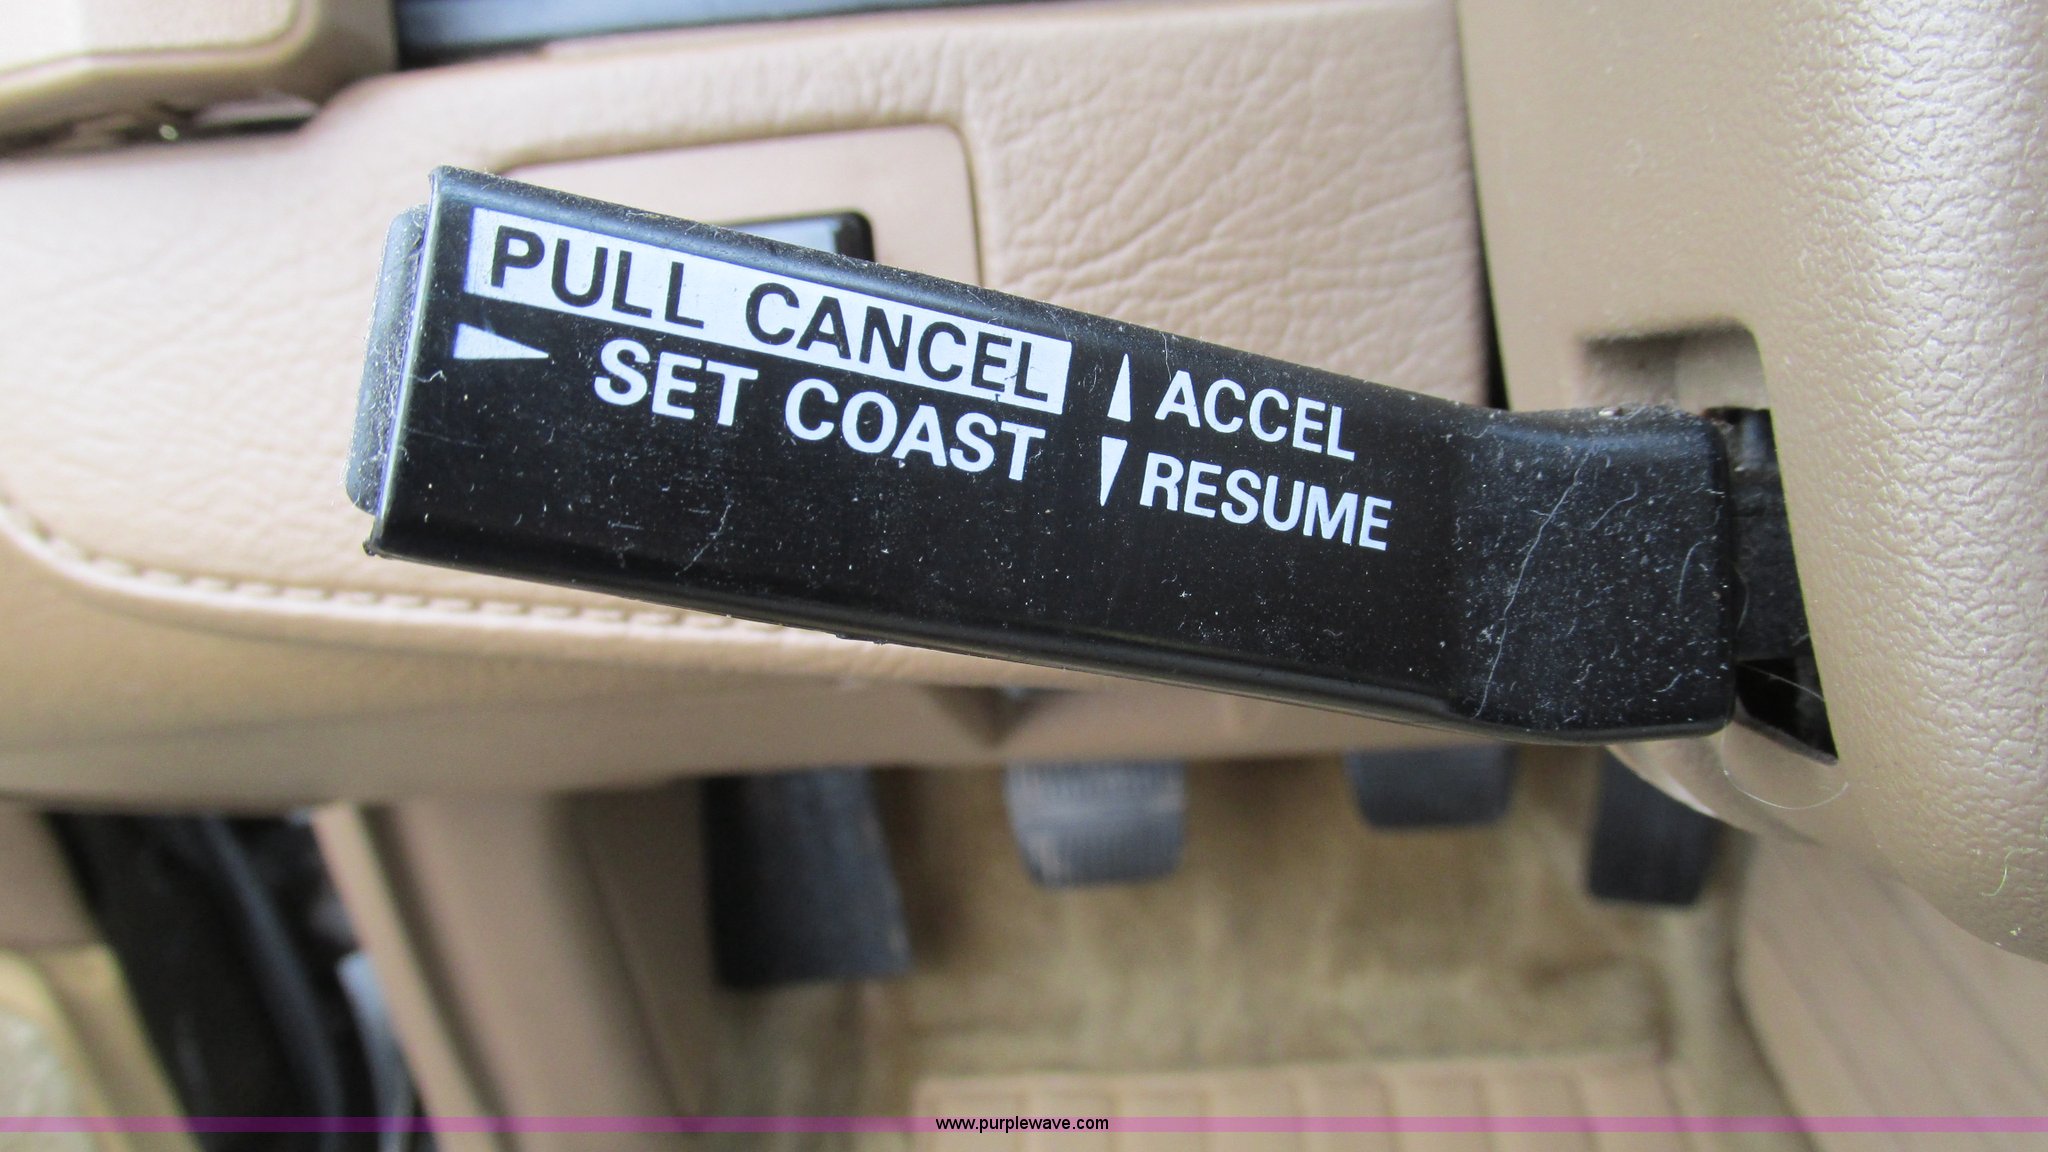 PULL CANCEL
SET COAST
ACCEL
RESUME
www.purplewave.com